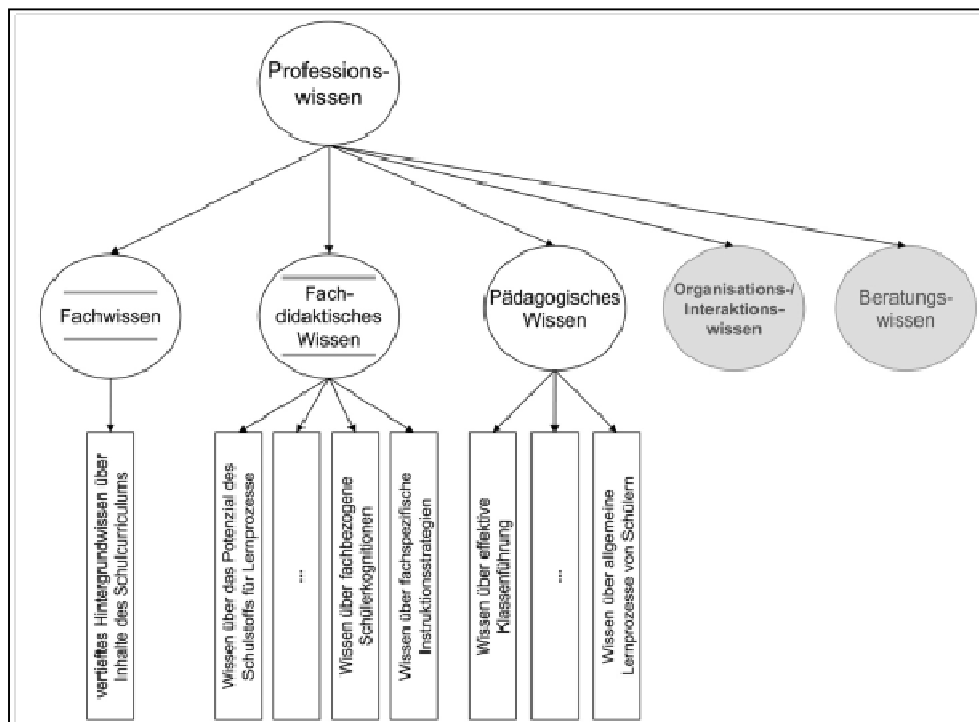 Professions-
wissen
Fachwissen
Fach-
didaktisches
Wissen
Pädagogisches
Wissen
Organisations-/
Interaktions-
wissen
Beratungs-
wissen
vertieftes Hintergrundwissen über
Inhalte des Schulcurriculums
Wissen über das Potenzial des
Schulstoffs für Lernprozesse
...
Wissen über fachbezogene
Schülerkognitionen
Wissen über fachspezifische
Instruktionsstrategien
Wissen über effektive
Klassenführung
...
Wissen über allgemeine
Lernprozesse von Schülern